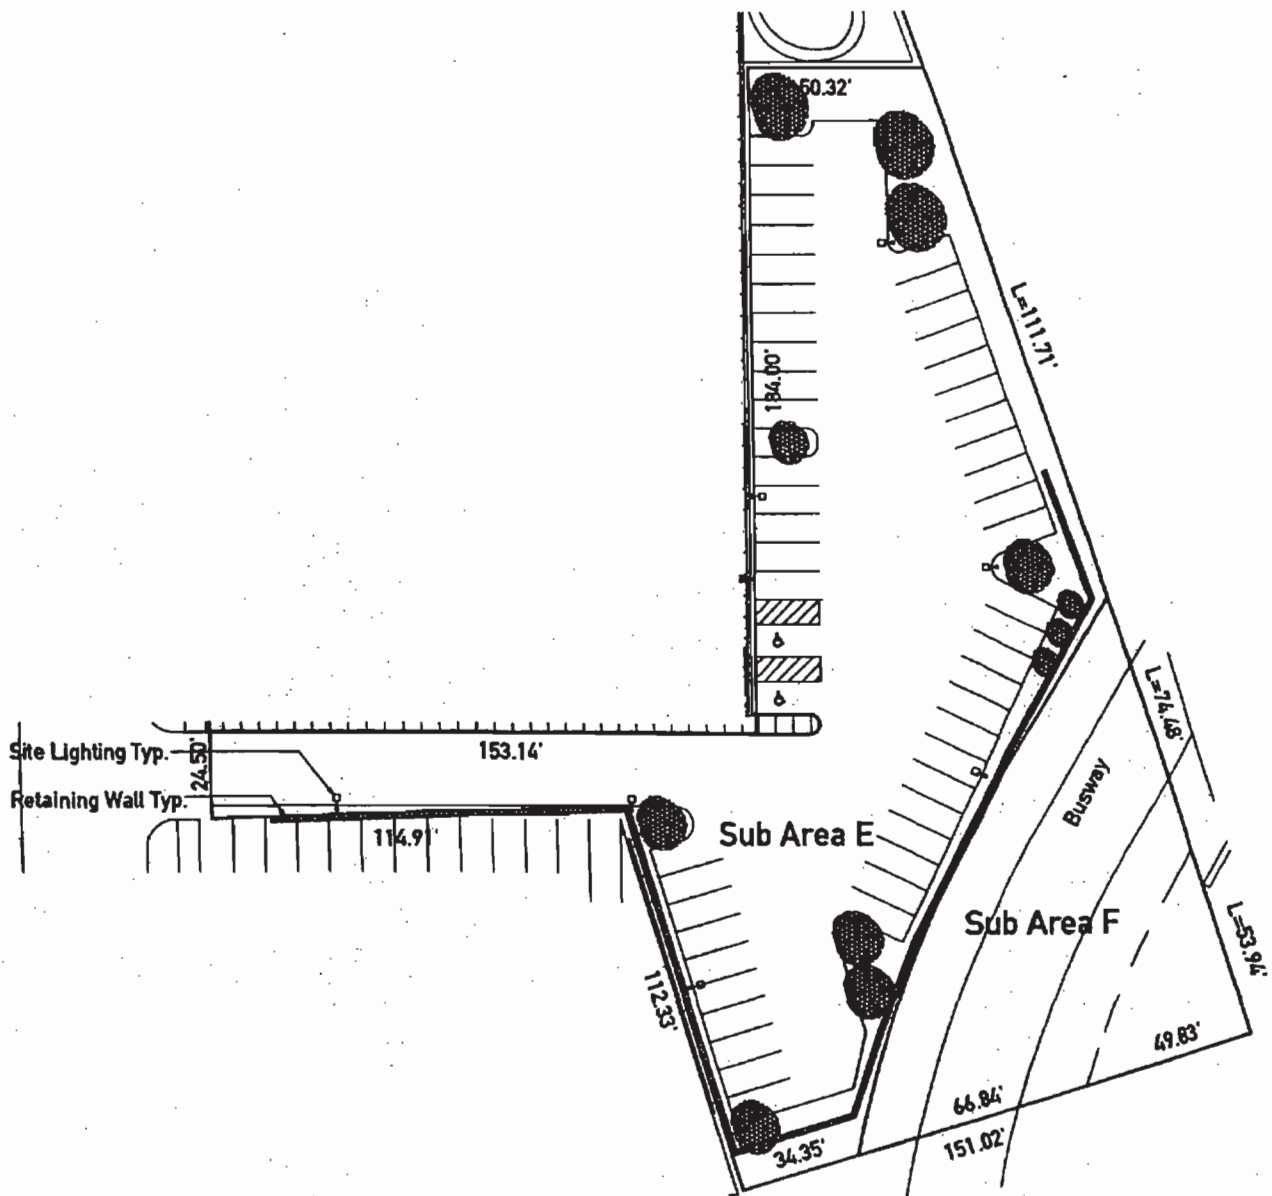 50.32'
L=111.71'
184.00'
L=74.48'
153.14'
Site Lighting Typ.
24.50'
Retaining Wall Typ.
114.91'
Busway
Sub Area E
Sub Area F
L=53.94'
112.33'
49.83'
66.84'
151.02'
34.35'